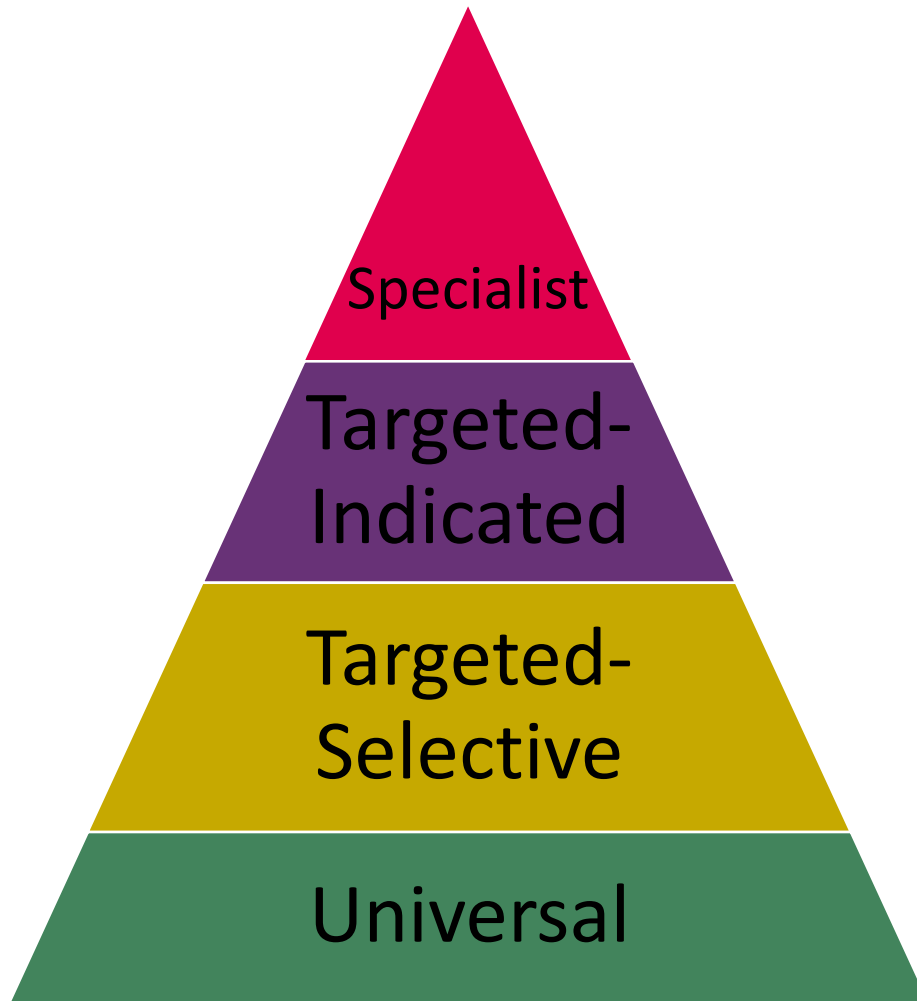 Specialist
Targeted-
Indicated
Targeted-
Selective
Universal